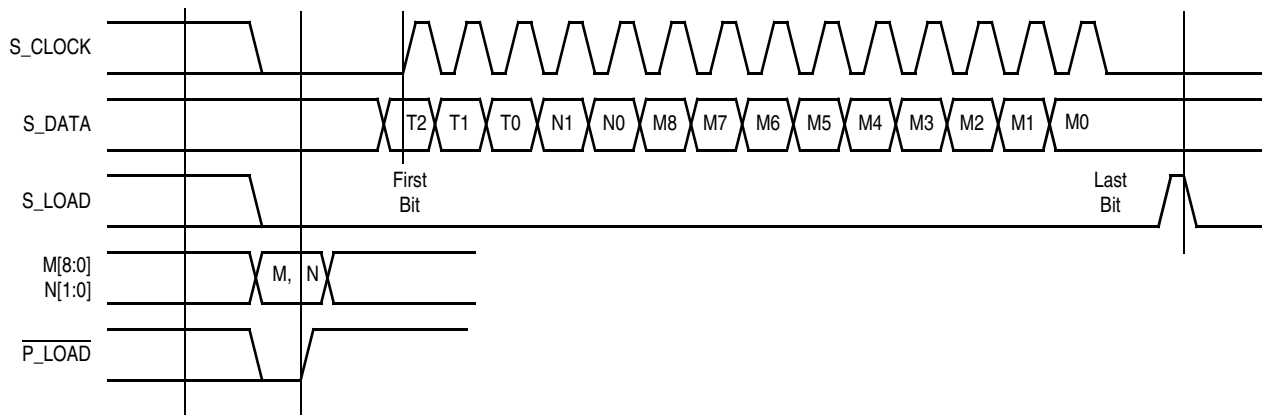 S_CLOCK
S_DATA
T2 T1 T0 N1 N0 M8 M7 M6 M5 M4 M3 M2 M1 M0
First
Bit
Last
Bit
S_LOAD
M[8:0]
N[1:0]
M, N
P_LOAD